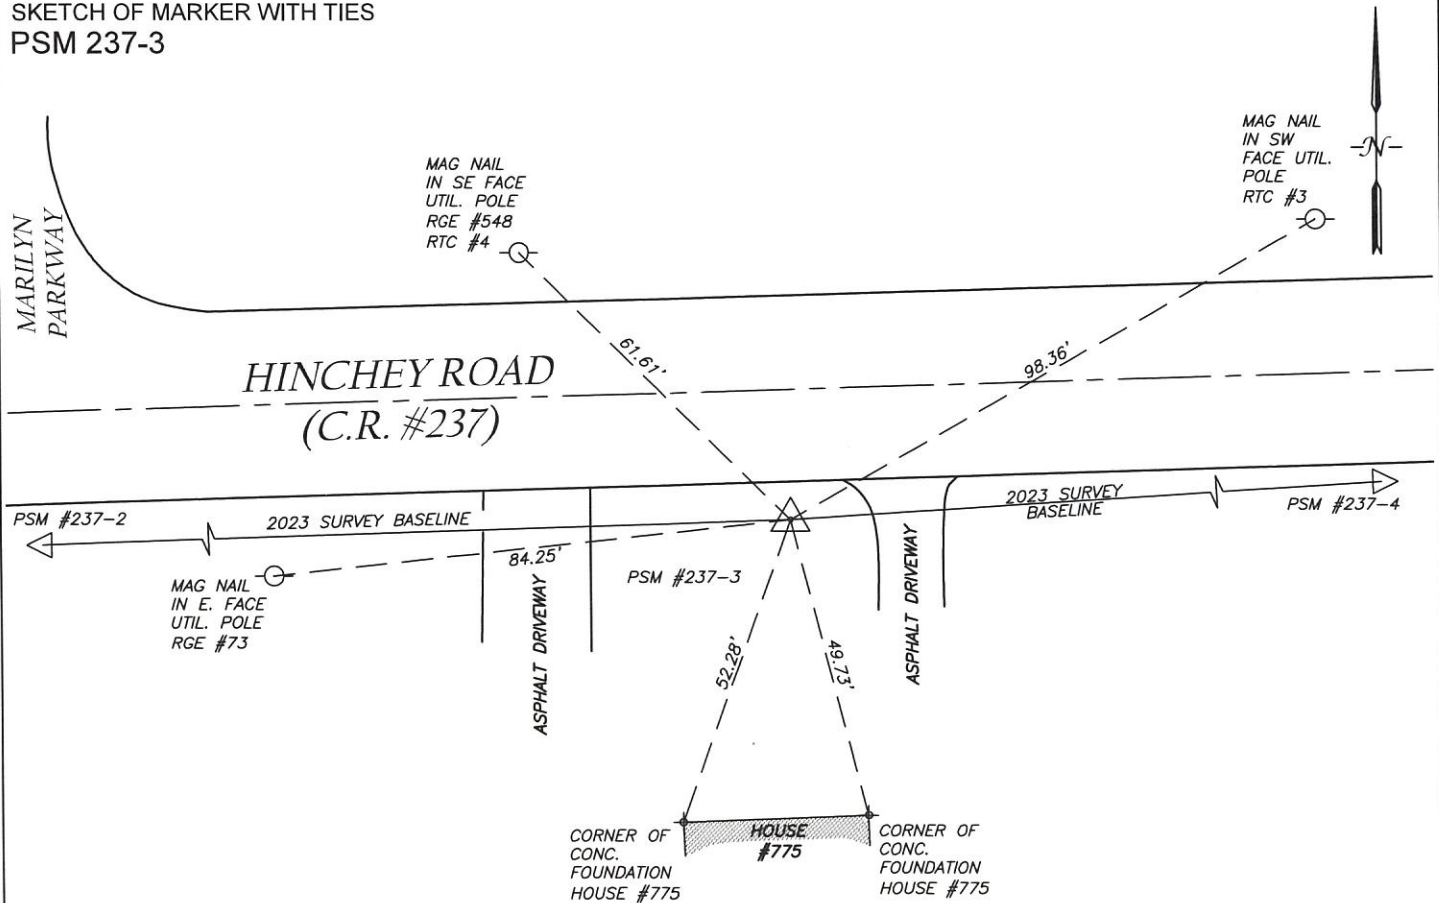 SKETCH OF MARKER WITH TIES
PSM 237-3
MAG NAIL
IN SE FACE
UTIL. POLE
RGE #548
RTC #4
MAG NAIL
IN SW
FACE UTIL.
POLE
RTC #3
N
MARILYN
PARKWAY
61.61'
98.36'
HINCHEY ROAD
(C.R. #237)
PSM #237-2
2023 SURVEY BASELINE
2023 SURVEY
BASELINE
PSM #237-4
84.25'
PSM #237-3
MAG NAIL
IN E. FACE
UTIL. POLE
RGE #73
ASPHALT DRIVEWAY
ASPHALT DRIVEWAY
52.28'
49.73'
CORNER OF
CONC.
FOUNDATION
HOUSE #775
HOUSE
#775
CORNER OF
CONC.
FOUNDATION
HOUSE #775